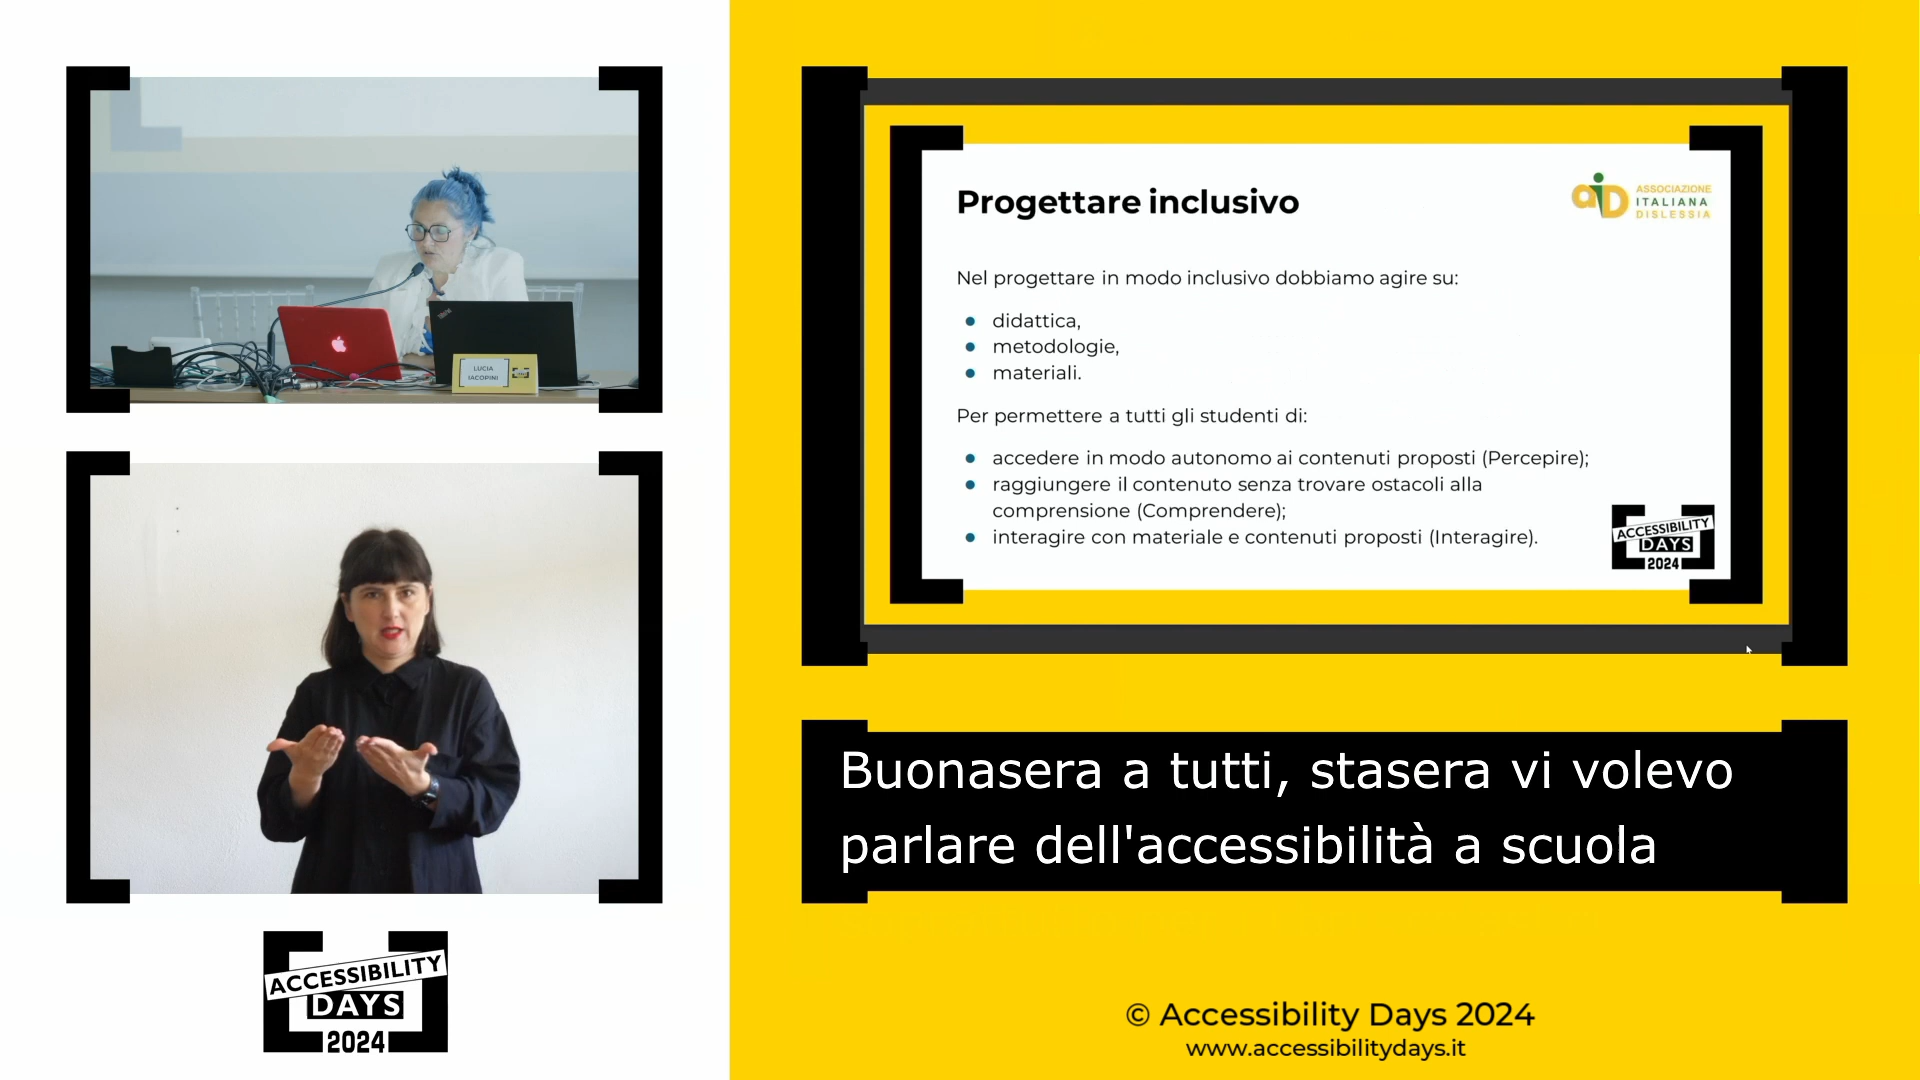 LUCIA
IACOPINI
Progettare inclusivo
ASSOCIAZIONE
ITALIANA
DISLESSIA
Nel progettare in modo inclusivo dobbiamo agire su:
didattica,
metodologie,
materiali.
Per permettere a tutti gli studenti di:
accedere in modo autonomo ai contenuti proposti (Percepire);
raggiungere il contenuto senza trovare ostacoli alla
comprensione (Comprendere);
interagire con materiale e contenuti proposti (Interagire).
ACCESSIBILITY
DAYS
2024
Buonasera a tutti, stasera vi volevo
parlare dell'accessibilità a scuola
ACCESSIBILITY
DAYS
2024
© Accessibility Days 2024
www.accessibilitydays.it